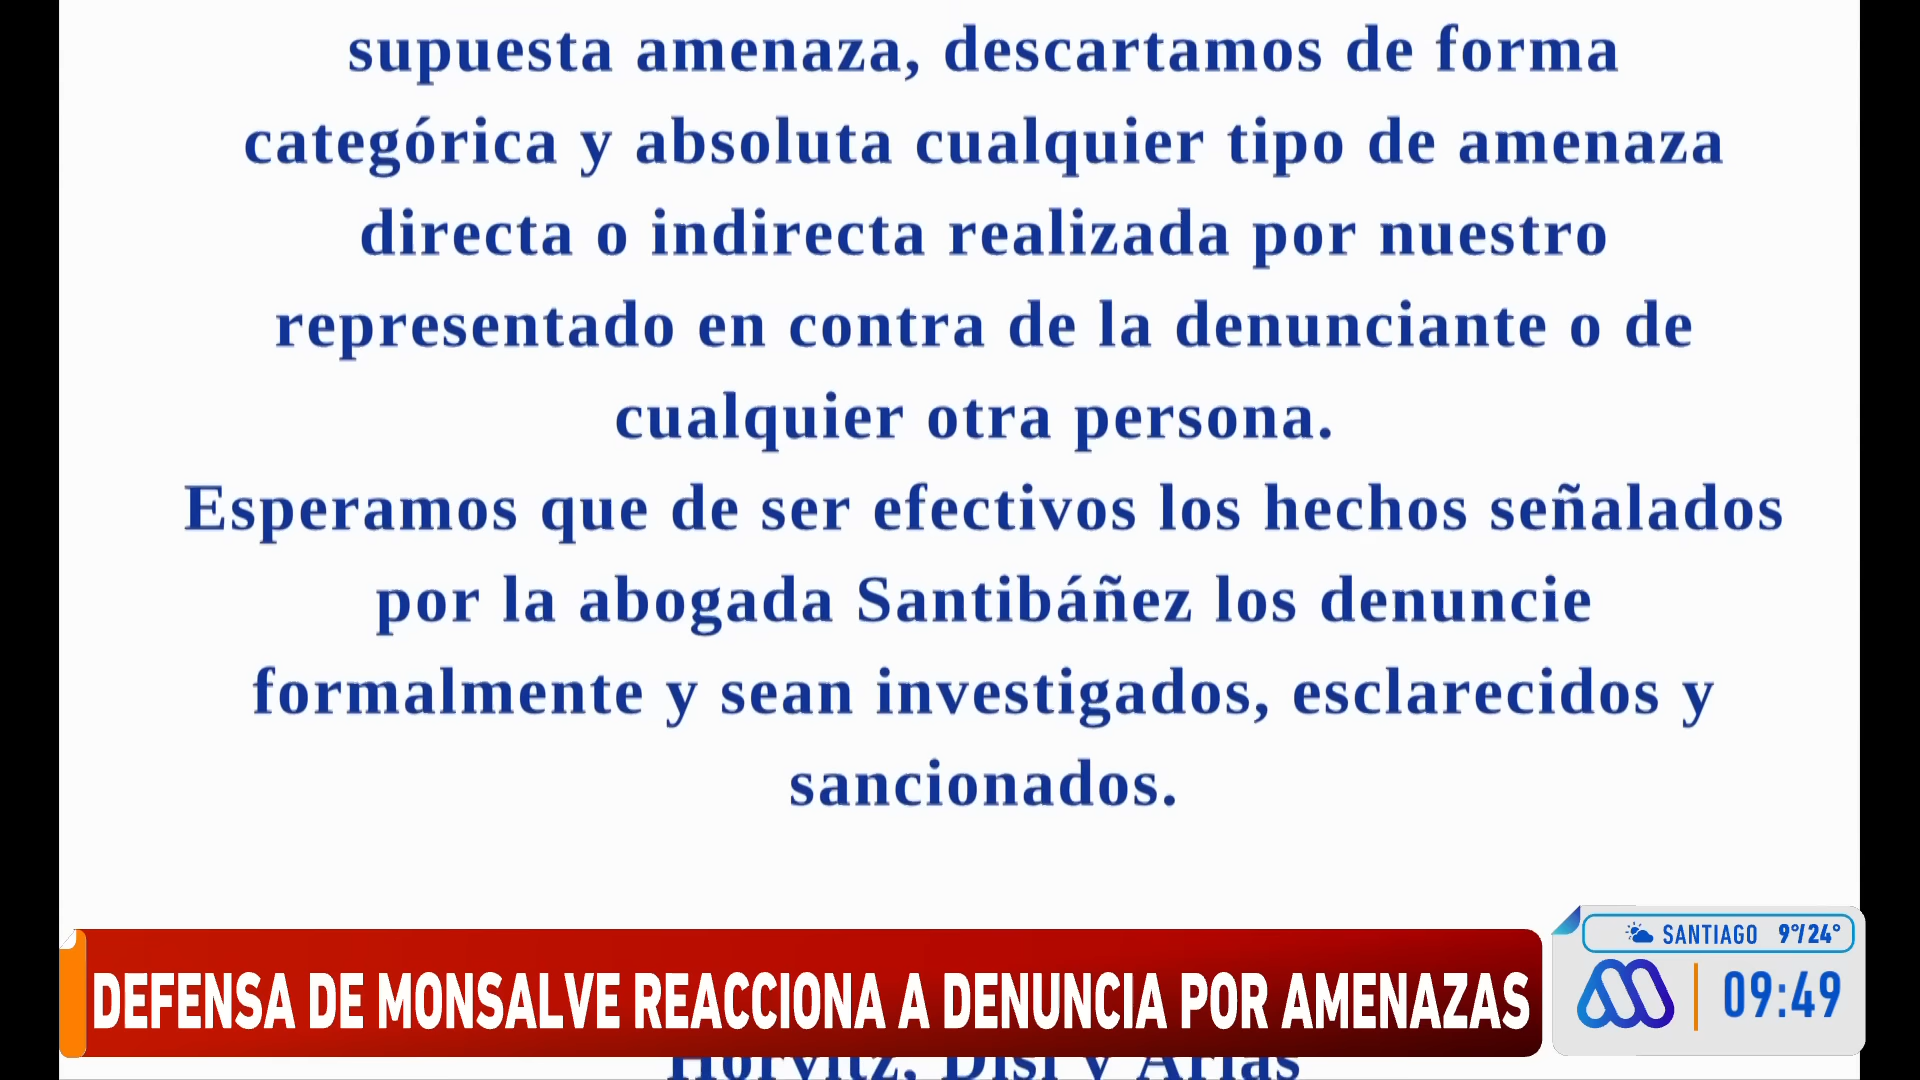 supuesta amenaza, descartamos de forma
categórica y absoluta cualquier tipo de amenaza
directa o indirecta realizada por nuestro
representado en contra de la denunciante o de
cualquier otra persona.
Esperamos que de ser efectivos los hechos señalados
por la abogada Santibáñez los denuncie
formalmente y sean investigados, esclarecidos y
sancionados.
DEFENSA DE MONSALVE REACCIONA A DENUNCIA POR AMENAZAS
SANTIAGO 9°/24°
09:49
Horvitz, Disi y Arias